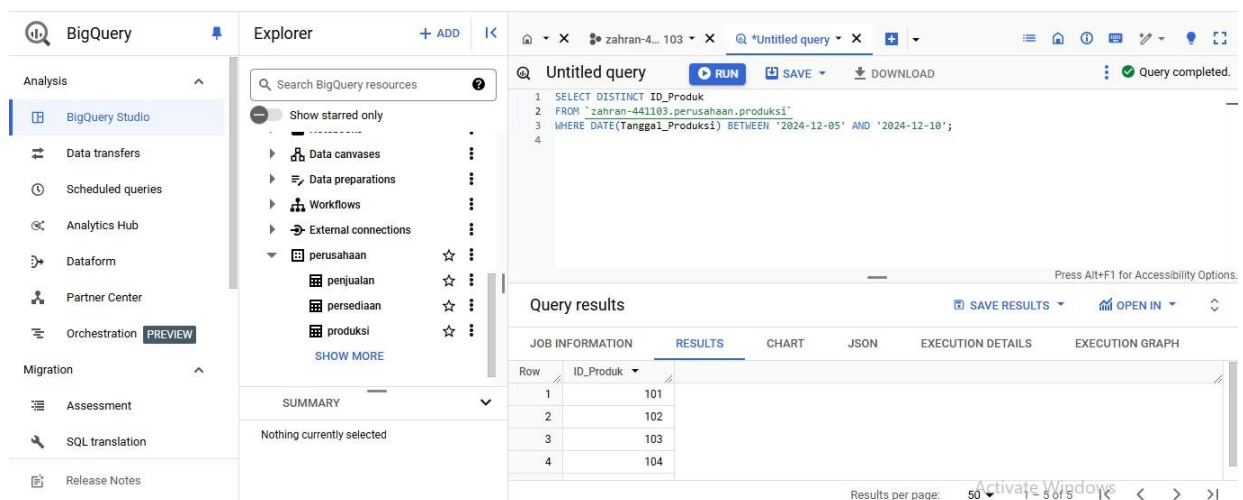 BigQuery
Analysis
BigQuery Studio
Data transfers
Scheduled queries
Analytics Hub
Dataform
Partner Center
Orchestration PREVIEW
Migration
Assessment
SQL translation
Release Notes
Explorer + ADD
Search BigQuery resources
Show starred only
Data canvases
Data preparations
Workflows
External connections
perusahaan
penjualan
persediaan
produksi
SHOW MORE
SUMMARY
Nothing currently selected
zahran-4... 103 *Untitled query
Untitled query RUN SAVE DOWNLOAD Query completed.
1 SELECT DISTINCT ID_Produk
2 FROM `zahran-441103.perusahaan.produksi`
3 WHERE DATE(Tanggal_Produksi) BETWEEN '2024-12-05' AND '2024-12-10';
4
Press Alt+F1 for Accessibility Options.
Query results SAVE RESULTS OPEN IN
JOB INFORMATION RESULTS CHART JSON EXECUTION DETAILS EXECUTION GRAPH
Row ID_Produk
1 101
2 102
3 103
4 104
Activate Windows
Results per page: 50 1 – 5 of 5